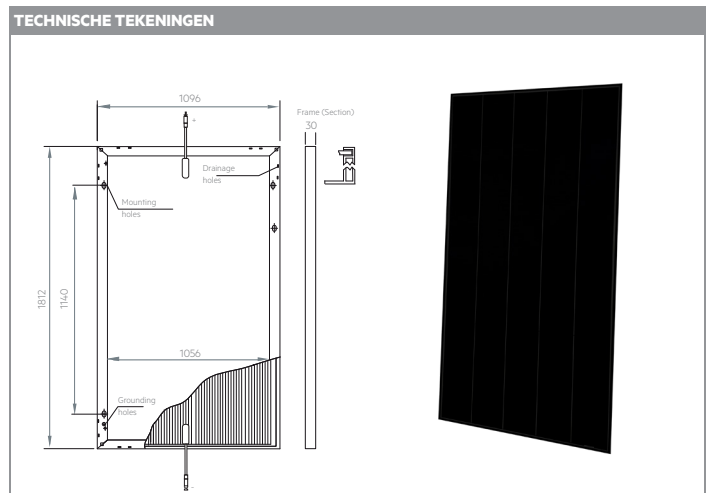 TECHNISCHE TEKENINGEN
1096
+
Frame (Section)
30
Drainage
holes
Mounting
holes
1812
1140
1056
Grounding
holes
-